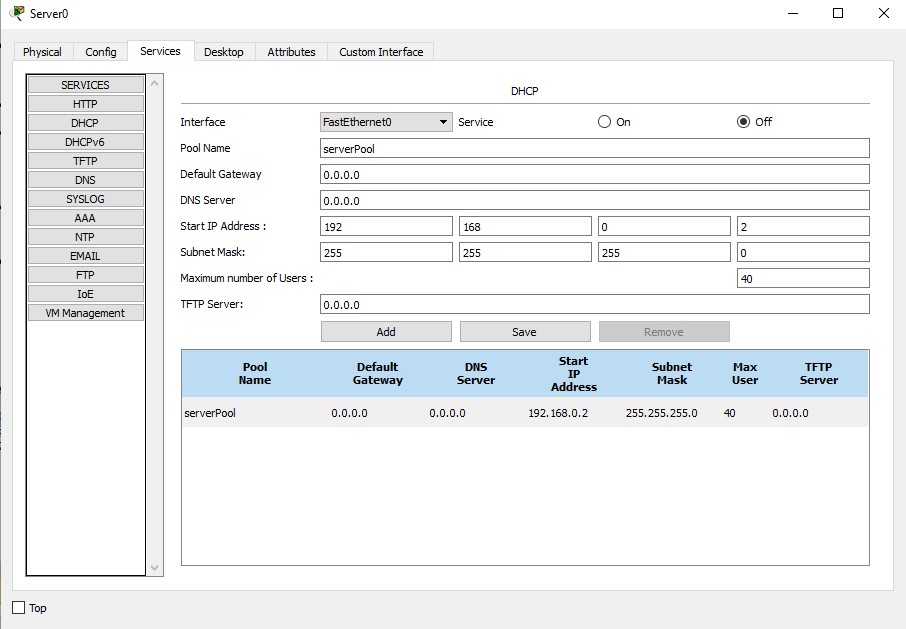 Server0
Physical Config Services Desktop Attributes Custom Interface
SERVICES
HTTP
DHCP
DHCPv6
TFTP
DNS
SYSLOG
AAA
NTP
EMAIL
FTP
IoE
VM Management
DHCP
Interface FastEthernet0 Service On Off
Pool Name serverPool
Default Gateway 0.0.0.0
DNS Server 0.0.0.0
Start IP Address : 192 168 0 2
Subnet Mask: 255 255 255 0
Maximum number of Users : 40
TFTP Server: 0.0.0.0
Add Save Remove
Pool Name Default Gateway DNS Server Start IP Address Subnet Mask Max User TFTP Server
serverPool 0.0.0.0 0.0.0.0 192.168.0.2 255.255.255.0 40 0.0.0.0
Top